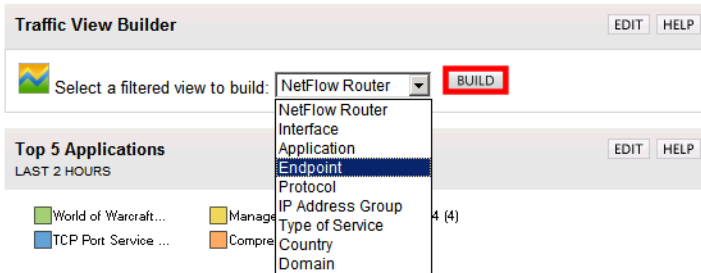 Traffic View Builder EDIT HELP
Select a filtered view to build: NetFlow Router BUILD
NetFlow Router
Interface
Application
Endpoint
Protocol
IP Address Group
Type of Service
Country
Domain
Top 5 Applications EDIT HELP
LAST 2 HOURS
World of Warcraft... Manage 4 (4)
TCP Port Service ... Compre